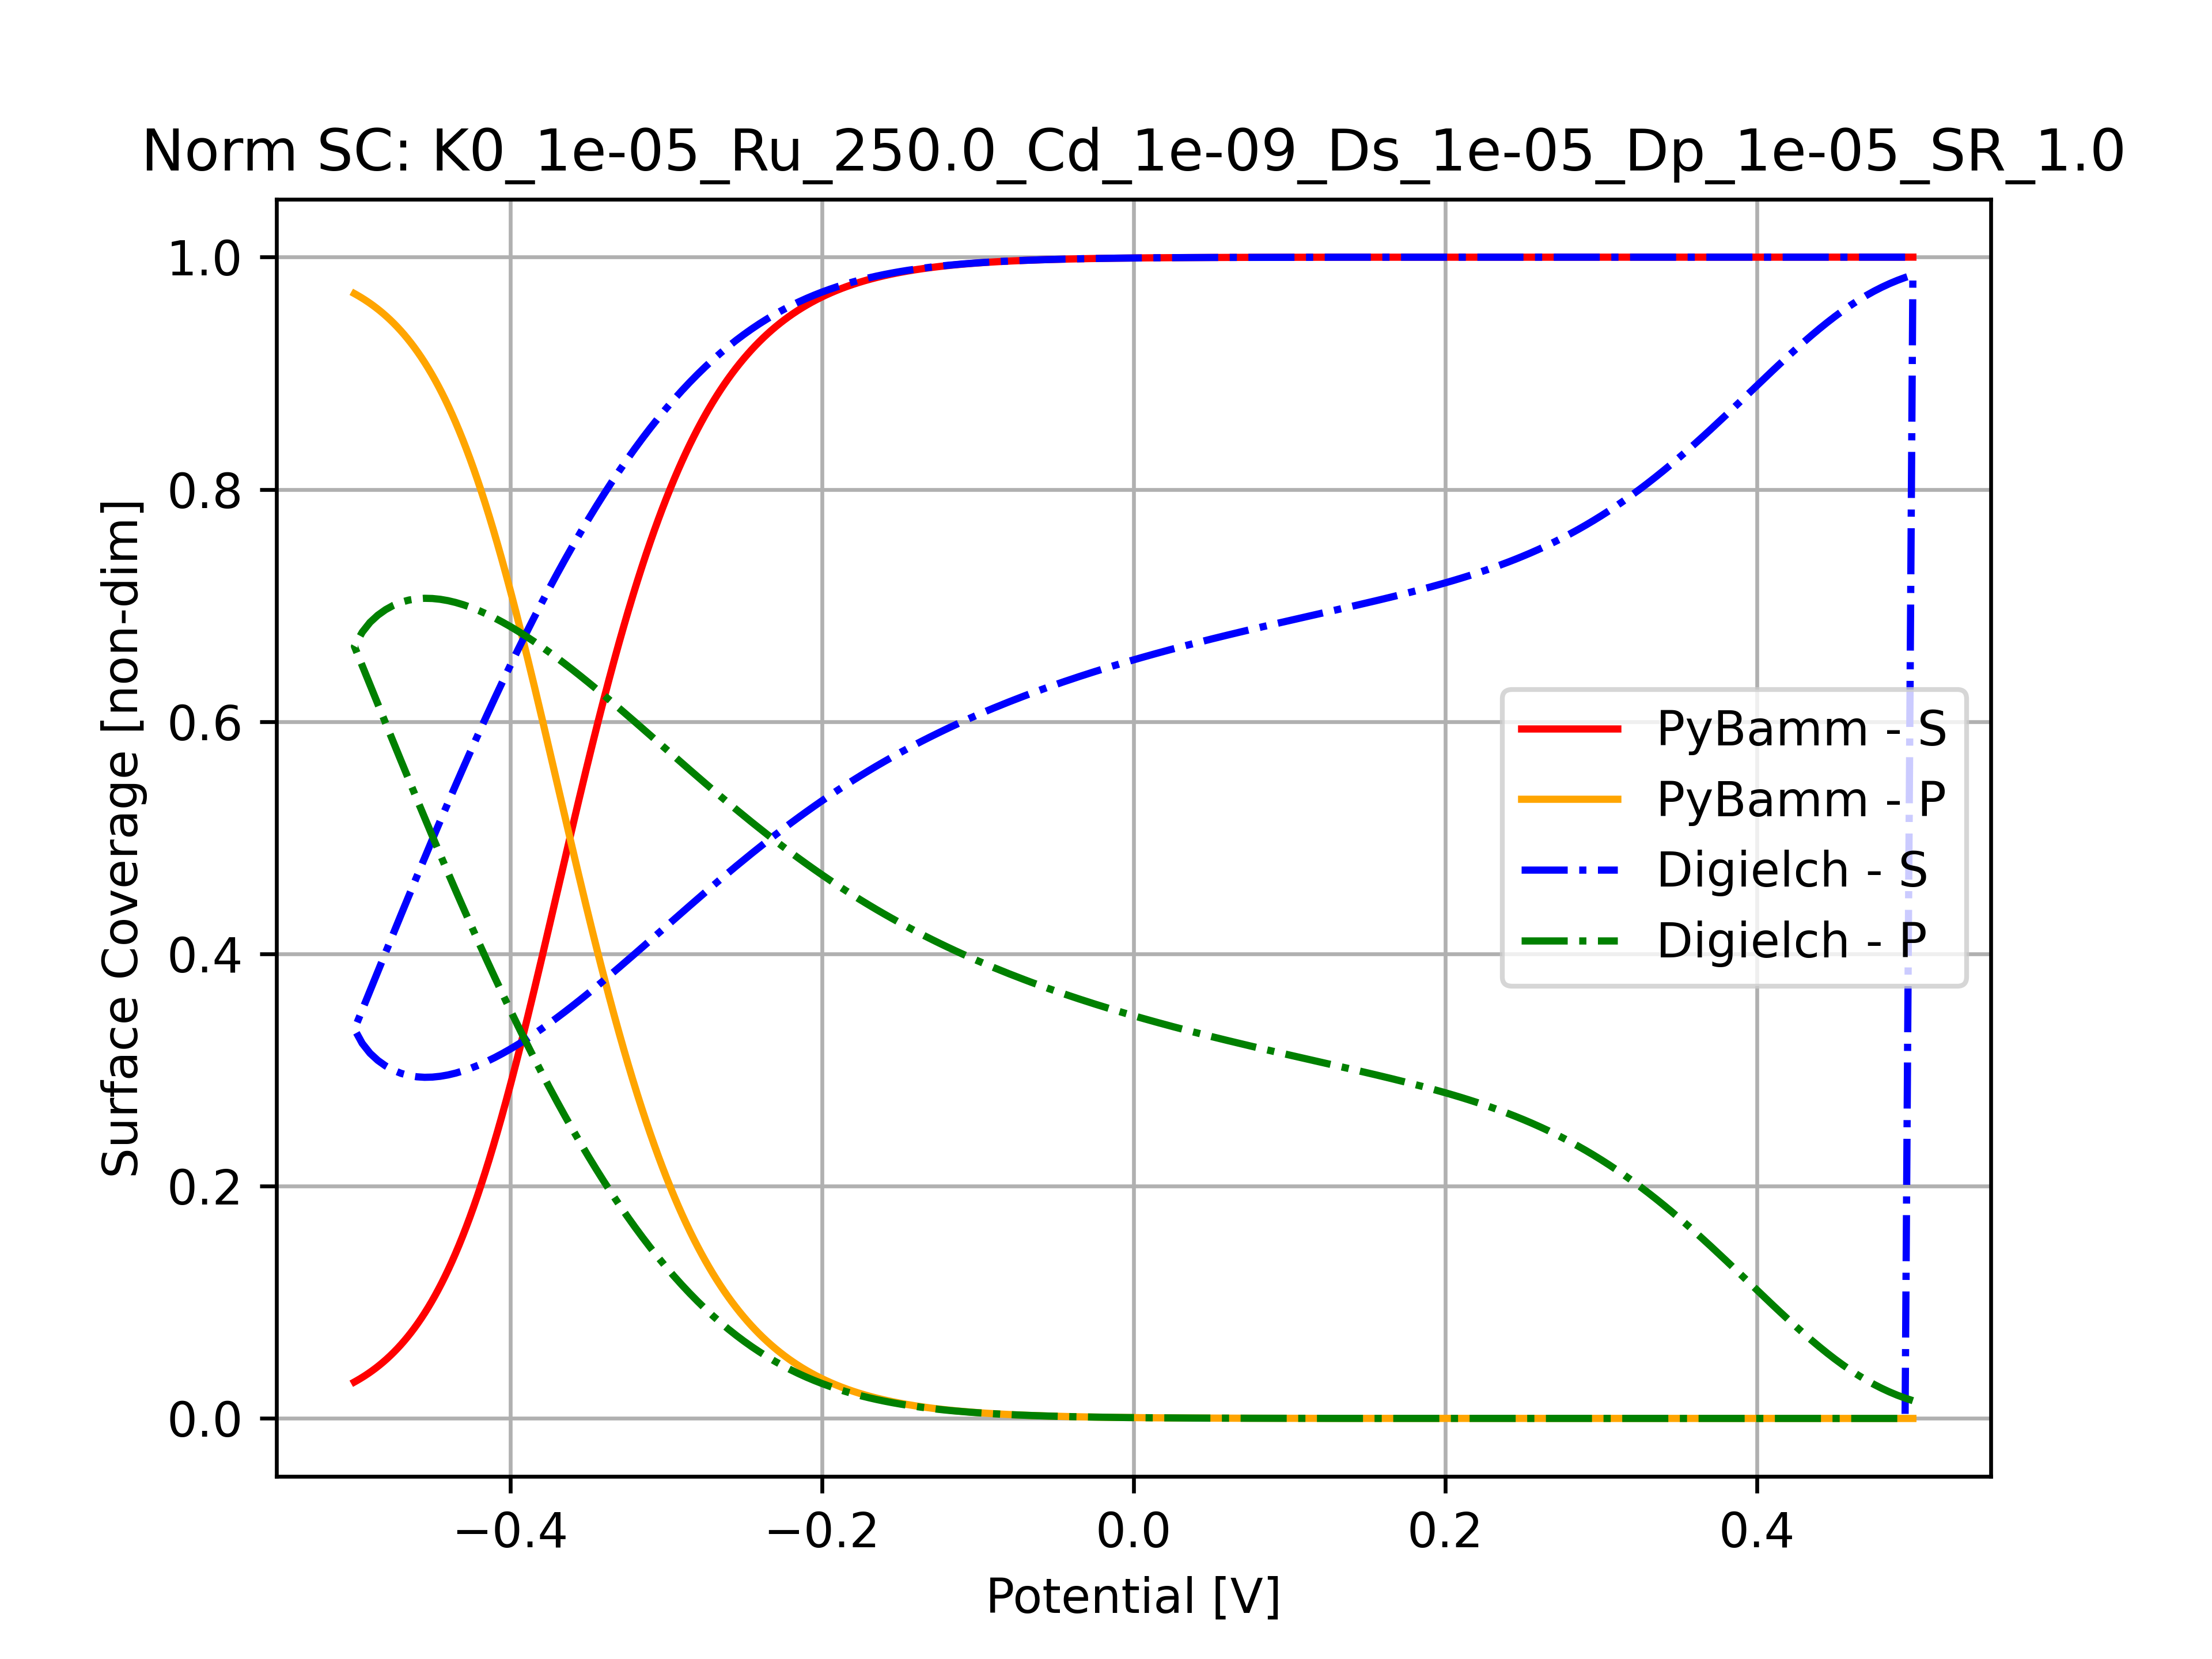 Norm SC: K0_1e-05_Ru_250.0_Cd_1e-09_Ds_1e-05_Dp_1e-05_SR_1.0
Surface Coverage [non-dim]
1.0
0.8
0.6
0.4
0.2
0.0
PyBamm - S
PyBamm - P
Digielch - S
Digielch - P
−0.4 −0.2 0.0 0.2 0.4
Potential [V]